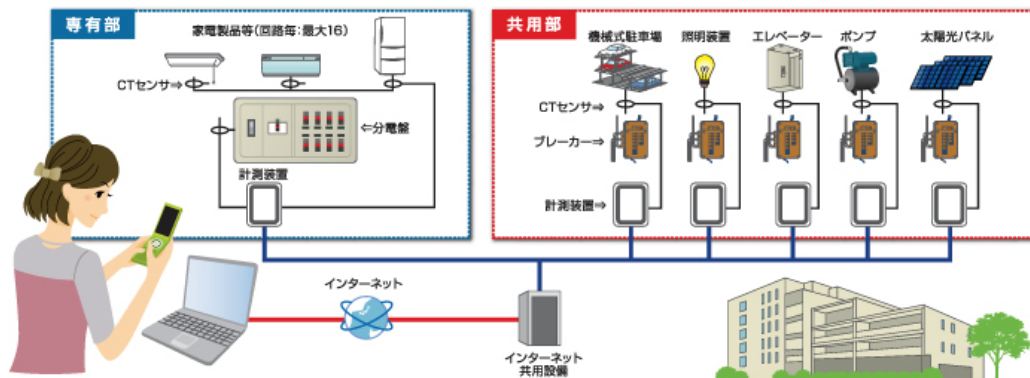 専有部
家電製品等(回路毎:最大16)
CTセンサ⇒
⇐分電盤
計測装置
共用部
機械式駐車場
照明装置
エレベーター
ポンプ
太陽光パネル
CTセンサ⇒
ブレーカー⇒
計測装置⇒
インターネット
インターネット
共用設備